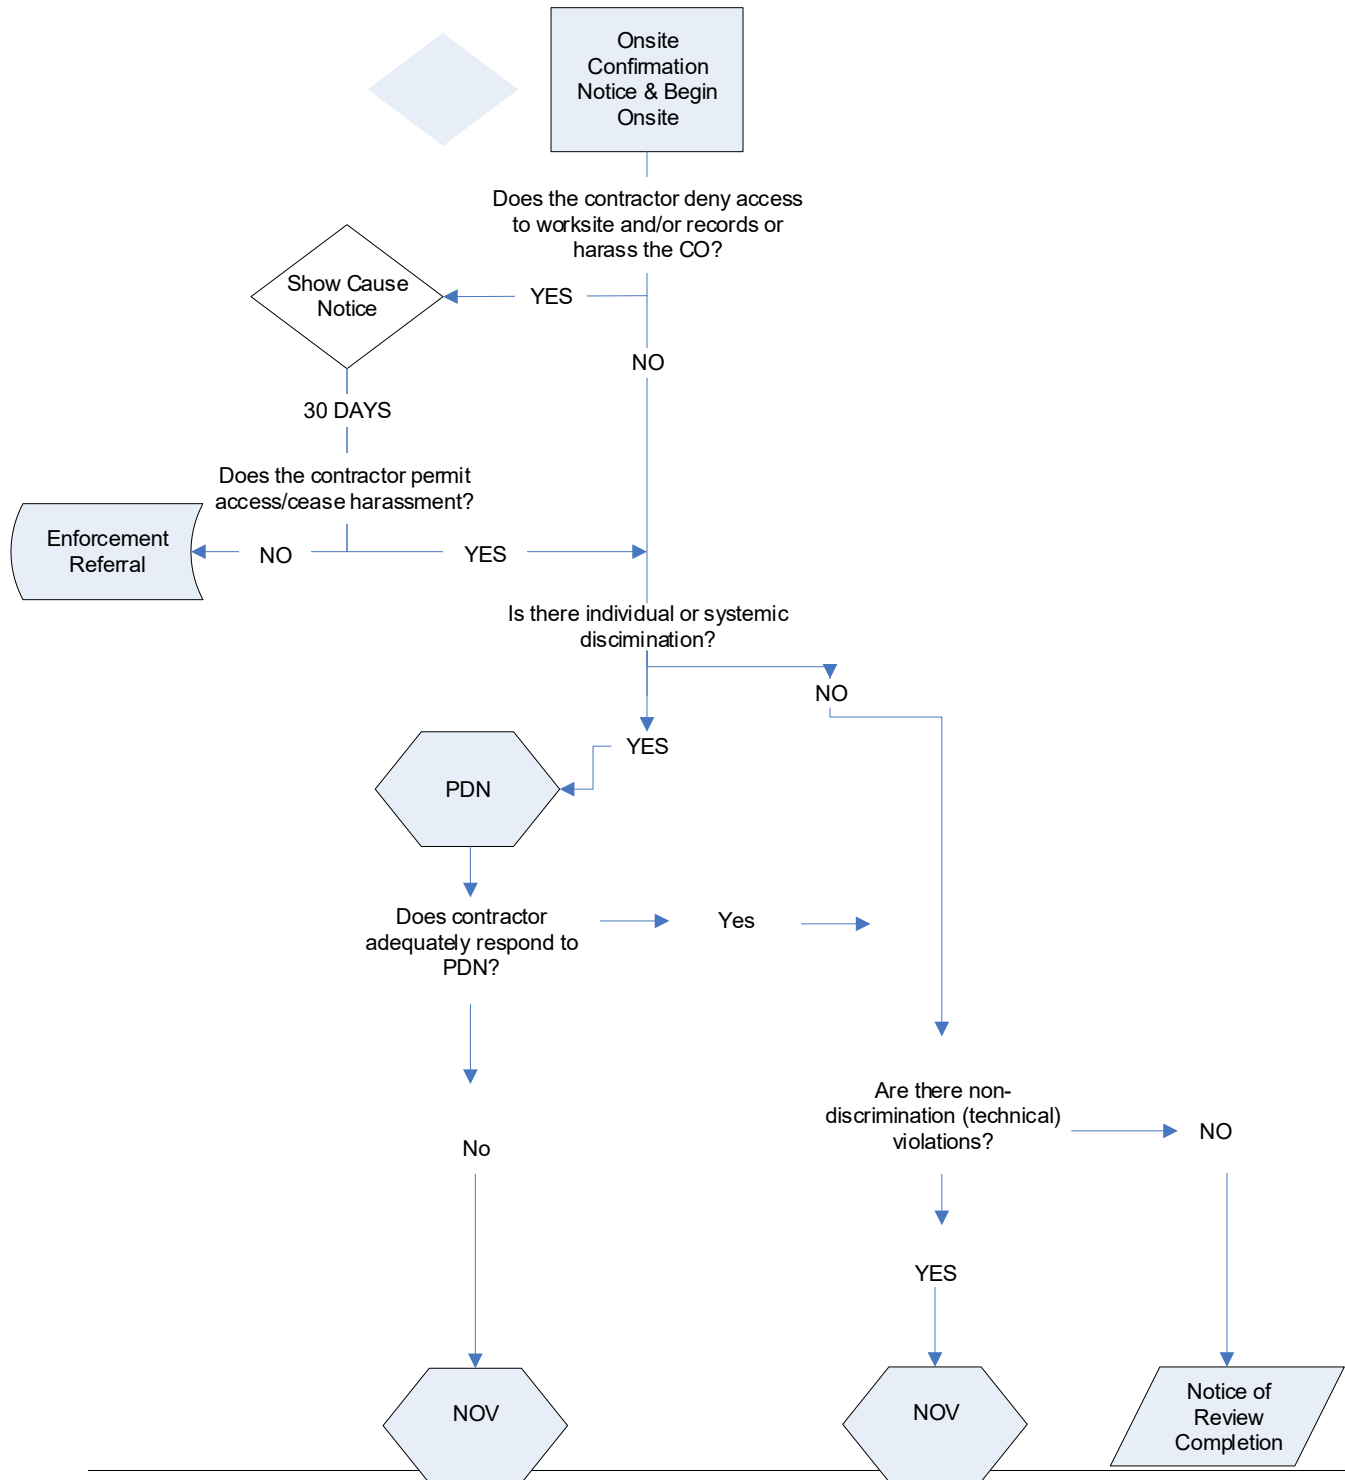 Onsite
Confirmation
Notice & Begin
Onsite
Does the contractor deny access
to worksite and/or records or
harass the CO?
Show Cause
Notice
YES
NO
30 DAYS
Does the contractor permit
access/cease harassment?
Enforcement
Referral
NO
YES
Is there individual or systemic
discimination?
NO
YES
PDN
Does contractor
adequately respond to
PDN?
Yes
Are there non-
discrimination (technical)
violations?
NO
No
YES
NOV
NOV
Notice of
Review
Completion